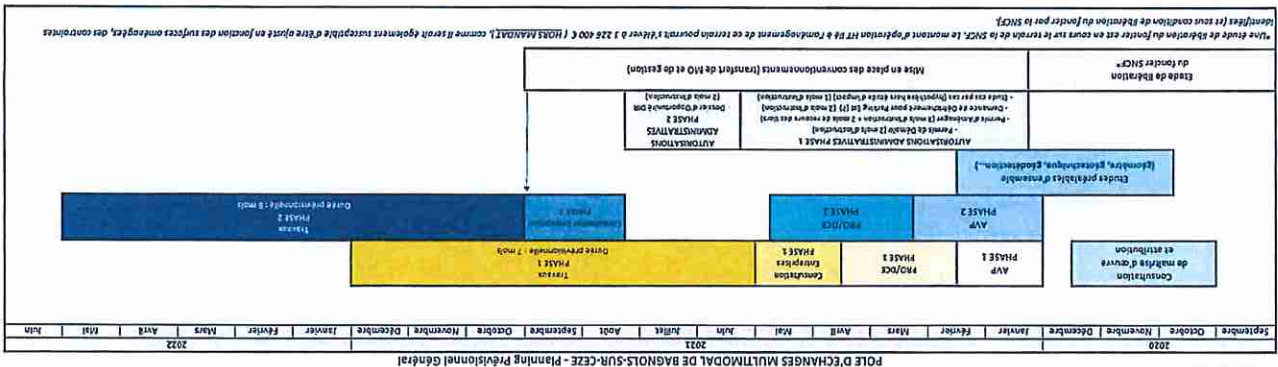 POLE D'ECHANGES MULTIMODAL DE BAGNOLS-SUR-CEZE - Planning Prévisionnel Général
2020 2021 2022
Septembre Octobre Novembre Décembre Janvier Février Mars Avril Mai Juin Juillet Août Septembre Octobre Novembre Décembre Janvier Février Mars Avril Mai Juin
Consultation
de maîtrise d'œuvre
et attribution
AVP
PHASE 1
PRO/DCE
PHASE 1
Consultation
Entreprises
PHASE 1
Travaux
PHASE 1
Durée prévisionnelle : 7 mois
AVP
PHASE 2
PRO/DCE
PHASE 2
Consultation Entreprises
PHASE 2
Travaux
PHASE 2
Durée prévisionnelle : 8 mois
Etudes préalables d'ensemble
(géomètre, géotechnique, géodétection...)
AUTORISATIONS ADMINISTRATIVES PHASE 1
- Permis de Démolir (2 mois d'instruction)
- Permis d'Aménager (3 mois d'instruction + 2 mois de recours des tiers)
- Demande de Défrichement pour Parking Est (?) (2 mois d'instruction)
- Etude cas par cas (hypothèse hors étude d'impact) (1 mois d'instruction)
AUTORISATIONS
ADMINISTRATIVES
PHASE 2
Dossier d'Opportunité DIR
(2 mois d'instruction)
Etude de libération
du foncier SNCF*
Mise en place des conventionnements (transfert de MO et de gestion)
*Une étude de libération du foncier est en cours sur le terrain de la SNCF. Le montant d'opération HT lié à l'aménagement de ce terrain pourrait s'élever à 3 226 400 € ( HORS MANDAT ), comme il serait également susceptible d'être ajusté en fonction des surfaces aménagées, des contraintes
identifiées (et sous condition de libération du foncier par la SNCF).